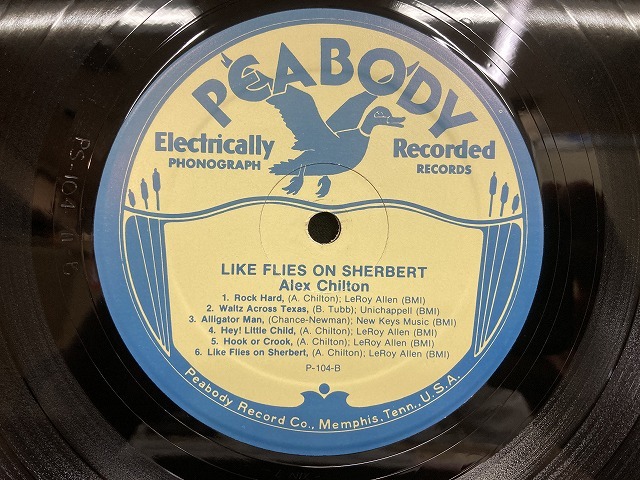 PEABODY
Electrically Recorded
PHONOGRAPH RECORDS
LIKE FLIES ON SHERBERT
Alex Chilton
1. Rock Hard, (A. Chilton); LeRoy Allen (BMI)
2. Waltz Across Texas, (B. Tubb); Unichappell (BMI)
3. Alligator Man, (Chance-Newman); New Keys Music (BMI)
4. Hey! Little Child, (A. Chilton); LeRoy Allen (BMI)
5. Hook or Crook, (A. Chilton); LeRoy Allen (BMI)
6. Like Flies on Sherbert, (A. Chilton); LeRoy Allen (BMI)
P-104-B
Peabody Record Co., Memphis, Tenn., U.S.A.
PS-104